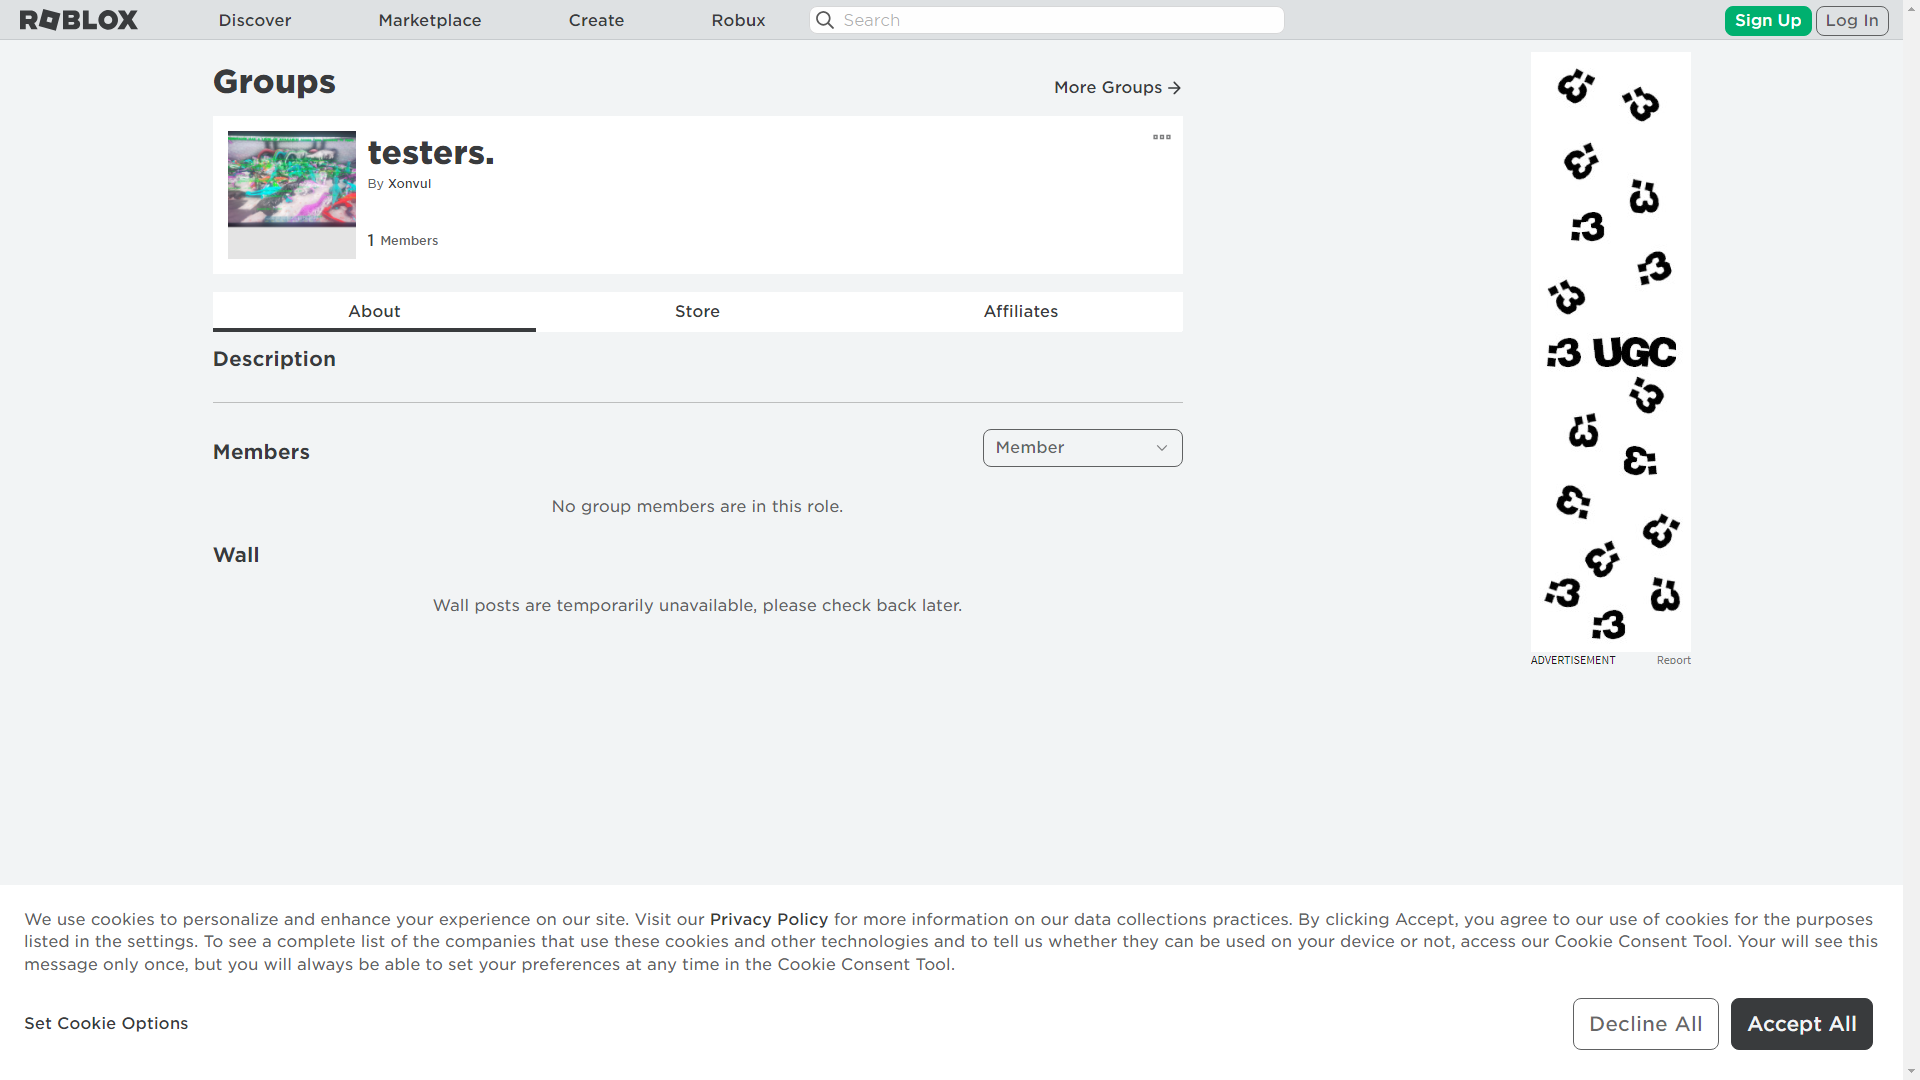 ROBLOX
Discover
Marketplace
Create
Robux
Search
Sign Up
Log In
Groups
More Groups
testers.
By Xonvul
1 Members
About
Store
Affiliates
Description
Members
Member
No group members are in this role.
Wall
Wall posts are temporarily unavailable, please check back later.
:3
:3
:3
:3
:3
:3
:3
:3 UGC
:3
:3
:3
:3
:3
:3
:3
:3
:3
ADVERTISEMENT
Report
We use cookies to personalize and enhance your experience on our site. Visit our Privacy Policy for more information on our data collections practices. By clicking Accept, you agree to our use of cookies for the purposes
listed in the settings. To see a complete list of the companies that use these cookies and other technologies and to tell us whether they can be used on your device or not, access our Cookie Consent Tool. Your will see this
message only once, but you will always be able to set your preferences at any time in the Cookie Consent Tool.
Set Cookie Options
Decline All
Accept All